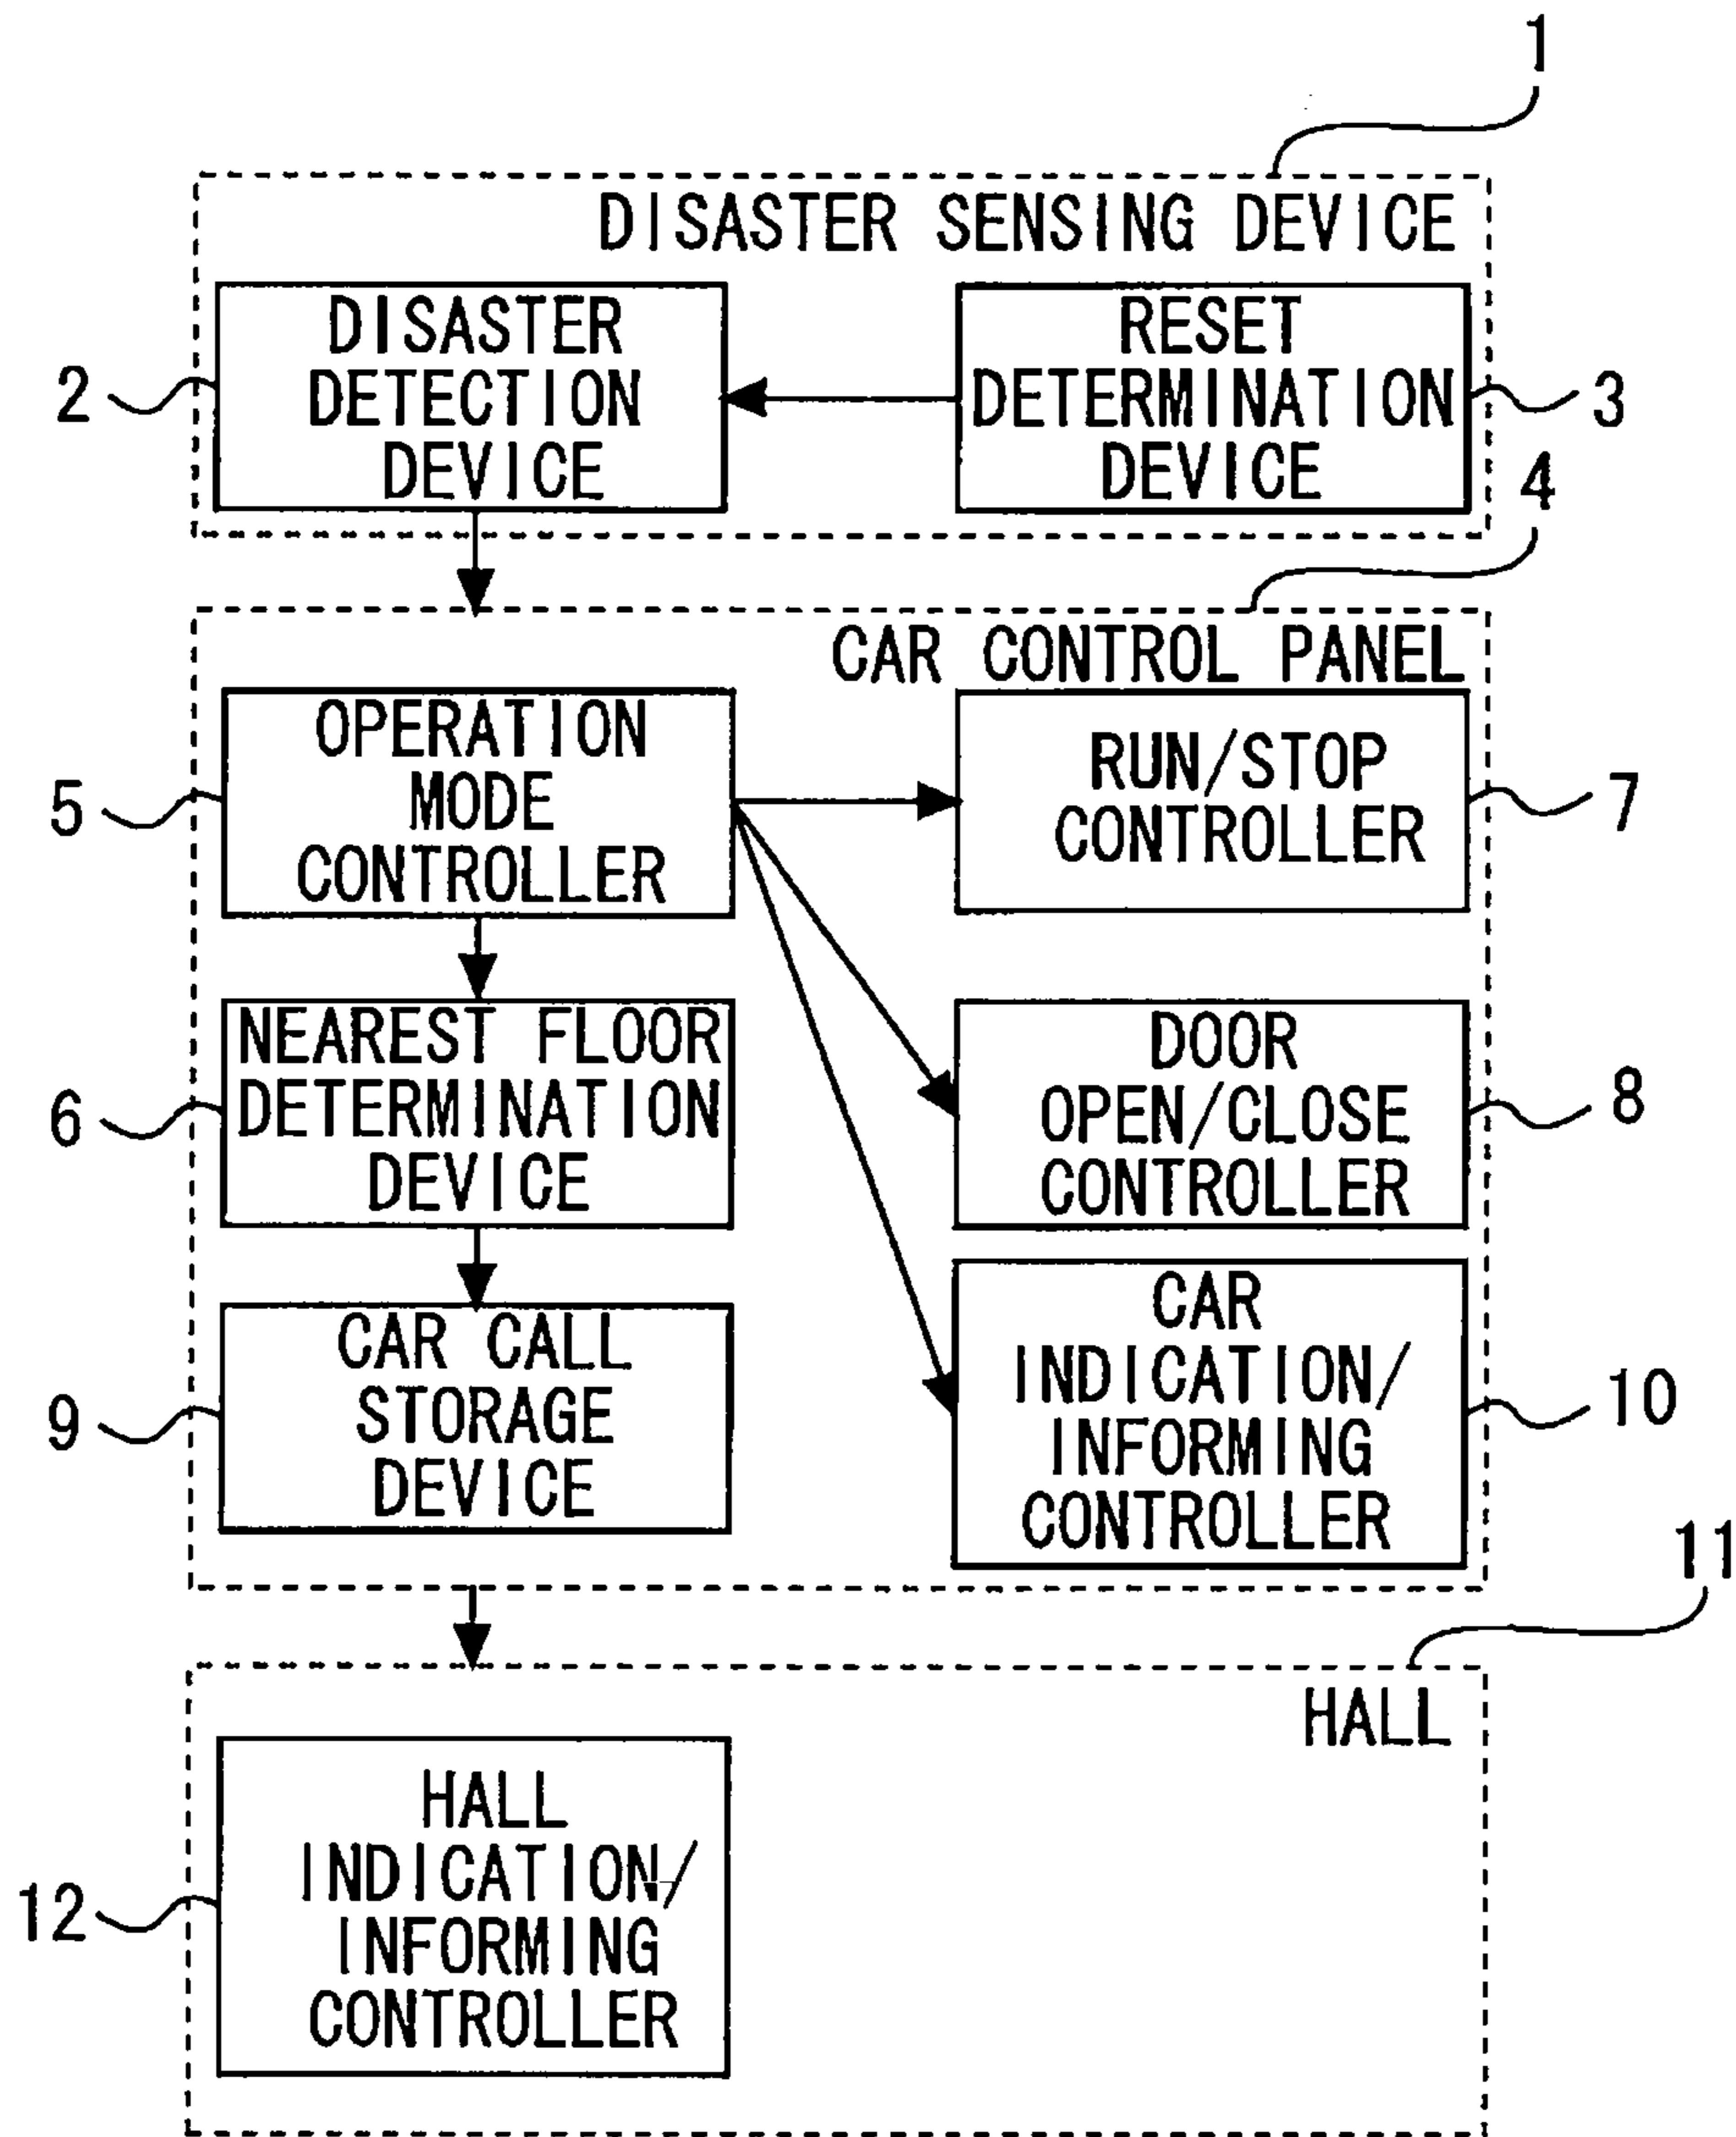 1
DISASTER SENSING DEVICE
DISASTER
DETECTION
DEVICE
2
RESET
DETERMINATION
DEVICE
3
4
CAR CONTROL PANEL
OPERATION
MODE
CONTROLLER
5
RUN/STOP
CONTROLLER
7
NEAREST FLOOR
DETERMINATION
DEVICE
6
DOOR
OPEN/CLOSE
CONTROLLER
8
CAR CALL
STORAGE
DEVICE
9
CAR
INDICATION/
INFORMING
CONTROLLER
10
11
HALL
HALL
INDICATION/
INFORMING
CONTROLLER
12